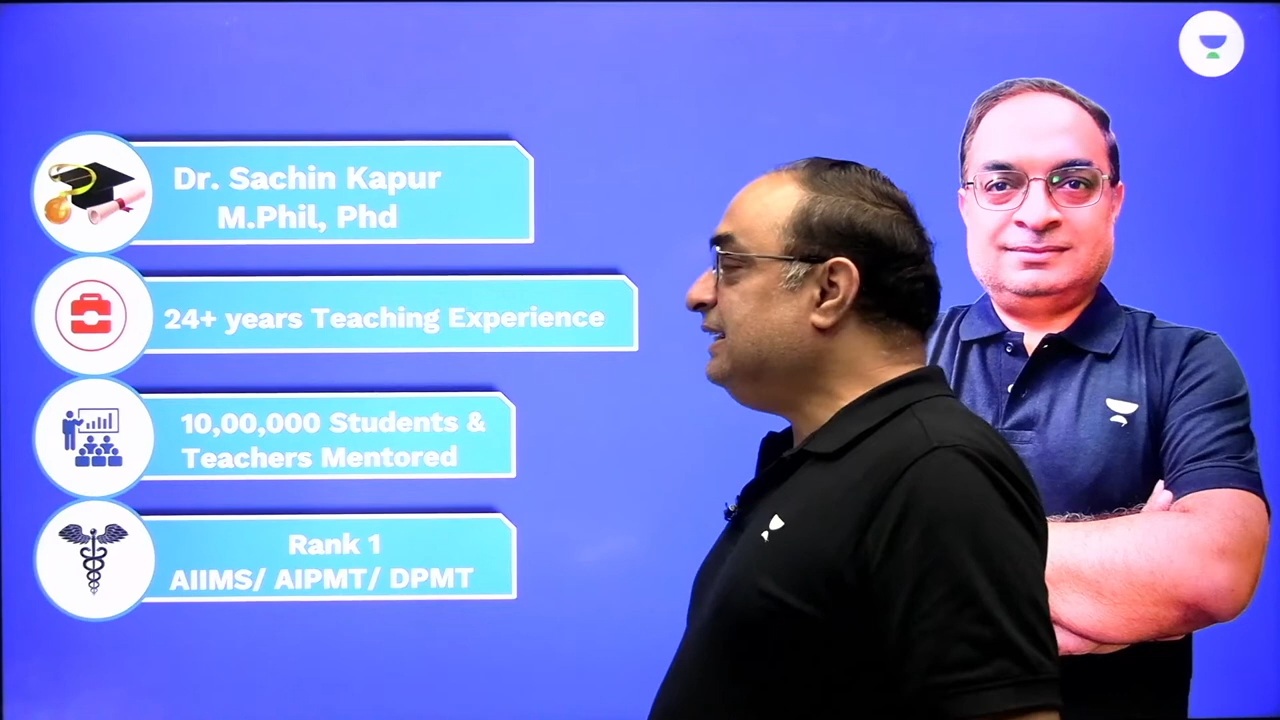 Dr. Sachin Kapur
M.Phil, Phd
24+ years Teaching Experience
10,00,000 Students &
Teachers Mentored
Rank 1
AIIMS/ AIPMT/ DPMT